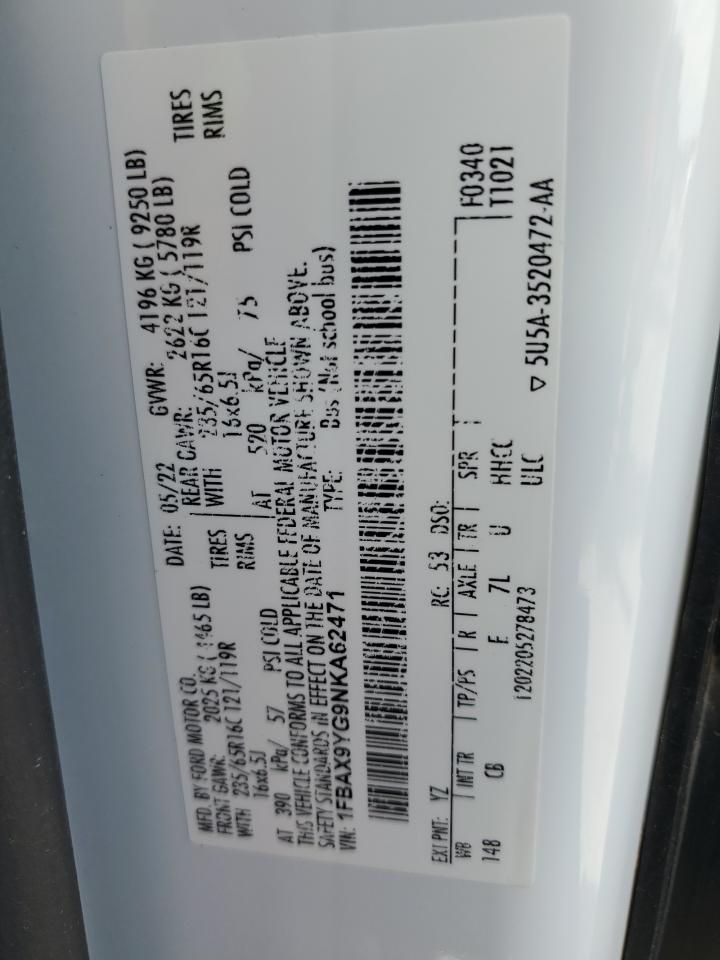 MFD. BY FORD MOTOR CO. DATE: 05/22 GVWR: 4196 KG ( 9250 LB)
FRONT GAWR: 2025 KG ( 4465 LB) REAR GAWR: 2622 KG ( 5780 LB)
WITH 235/65R16C 121/119R TIRES WITH 235/65R16C 121/119R TIRES
16x6.5J RIMS 16x6.5J RIMS
AT 390 kPa/ 57 PSI COLD AT 520 kPa/ 75 PSI COLD
THIS VEHICLE CONFORMS TO ALL APPLICABLE FEDERAL MOTOR VEHICLE
SAFETY STANDARDS IN EFFECT ON THE DATE OF MANUFACTURE SHOWN ABOVE.
VIN: 1FBAX9YG9NKA62471 TYPE: Bus (Not school bus)
EXT PNT: YZ RC: 53 DSO: F0340
WB INT TR TP/PS R AXLE TR SPR T1021
148 CB E 7L U HHCC
1202205278473 ULC ▽ 5U5A-3520472-AA